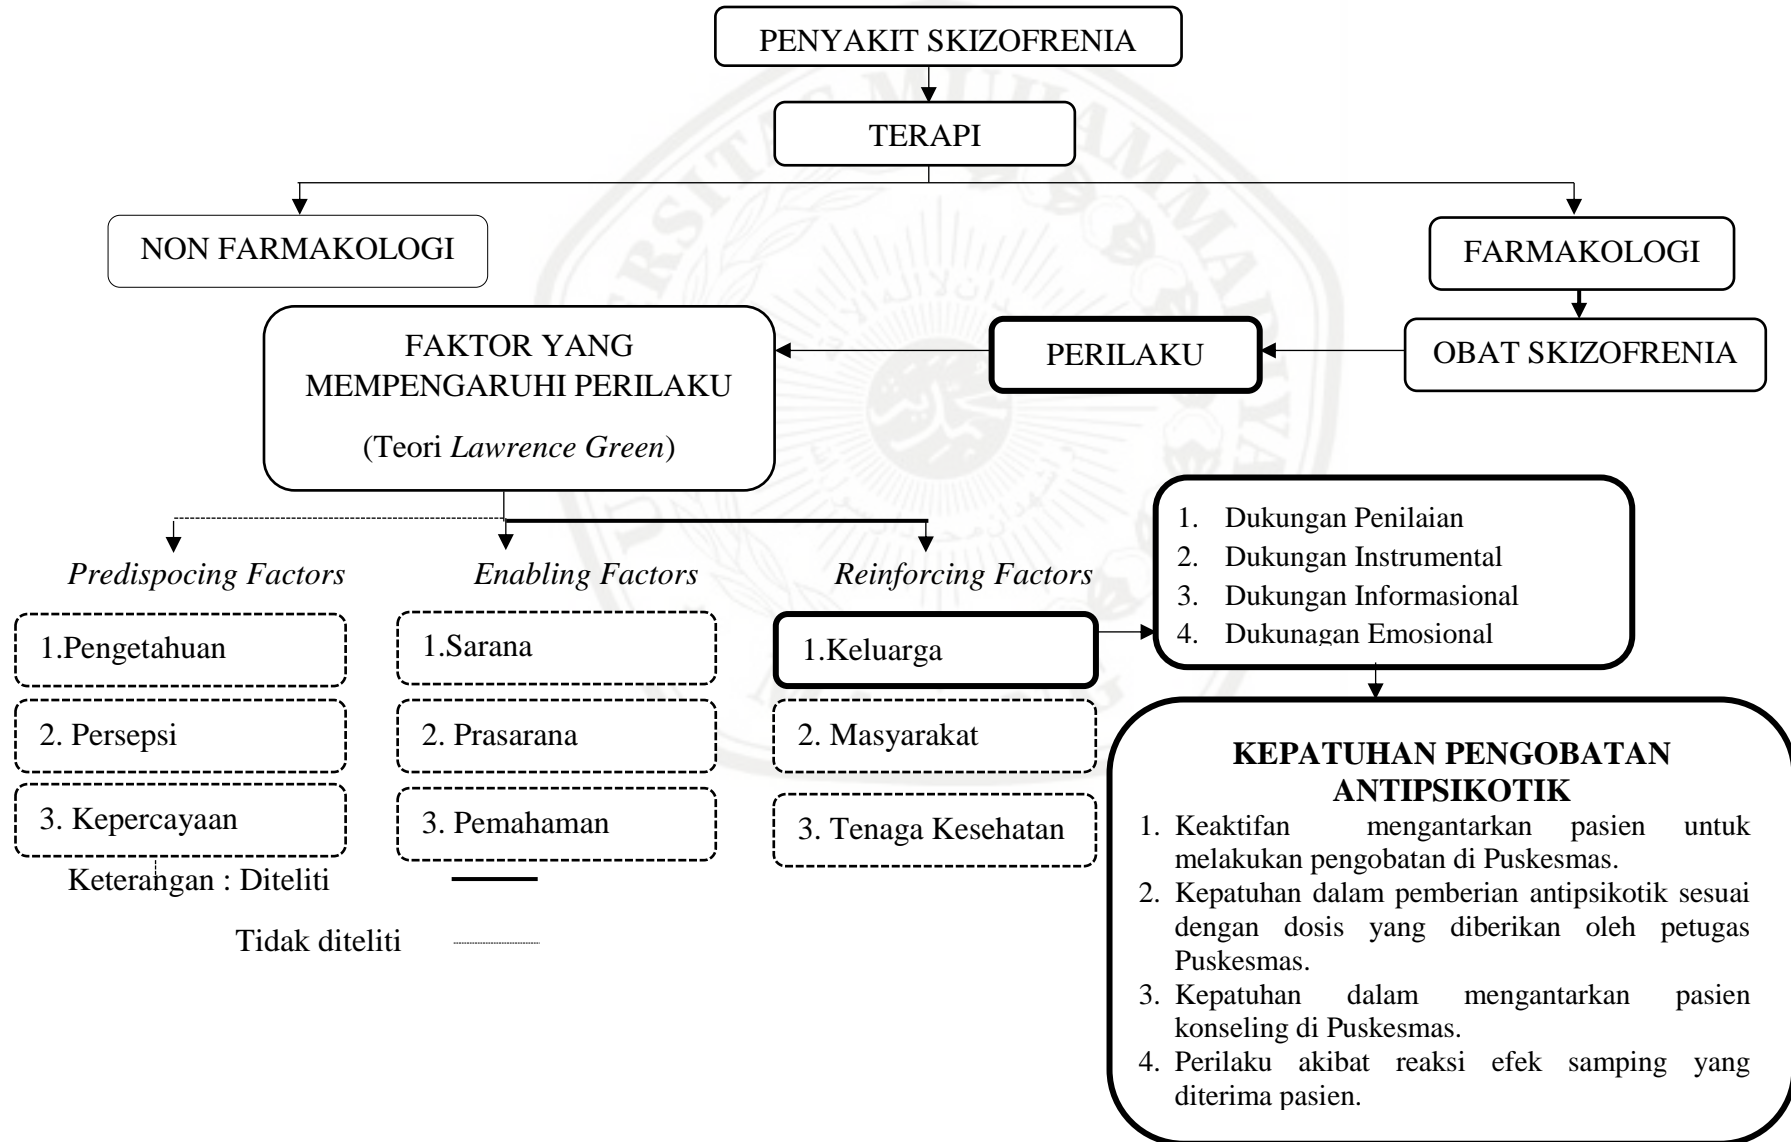 PENYAKIT SKIZOFRENIA
TERAPI
NON FARMAKOLOGI
FARMAKOLOGI
FAKTOR YANG
MEMPENGARUHI PERILAKU
(Teori Lawrence Green)
PERILAKU
OBAT SKIZOFRENIA
Predispocing Factors
Enabling Factors
Reinforcing Factors
1. Dukungan Penilaian
2. Dukungan Instrumental
3. Dukungan Informasional
4. Dukunagan Emosional
1.Pengetahuan
2. Persepsi
3. Kepercayaan
1.Sarana
2. Prasarana
3. Pemahaman
1.Keluarga
2. Masyarakat
3. Tenaga Kesehatan
KEPATUHAN PENGOBATAN
ANTIPSIKOTIK
1. Keaktifan mengantarkan pasien untuk
melakukan pengobatan di Puskesmas.
2. Kepatuhan dalam pemberian antipsikotik sesuai
dengan dosis yang diberikan oleh petugas
Puskesmas.
3. Kepatuhan dalam mengantarkan pasien
konseling di Puskesmas.
4. Perilaku akibat reaksi efek samping yang
diterima pasien.
Keterangan : Diteliti
Tidak diteliti